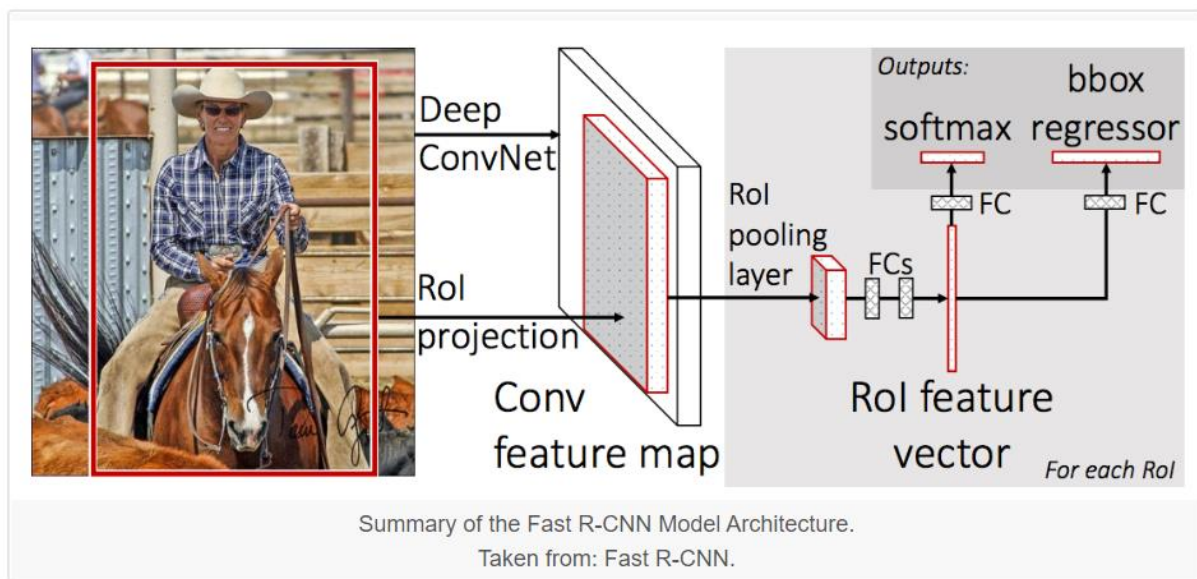 Outputs:
bbox
softmax regressor
Deep
ConvNet
FC
FC
RoI
pooling
layer
FCs
RoI
projection
Conv
feature map
RoI feature
vector
For each RoI
Summary of the Fast R-CNN Model Architecture.
Taken from: Fast R-CNN.